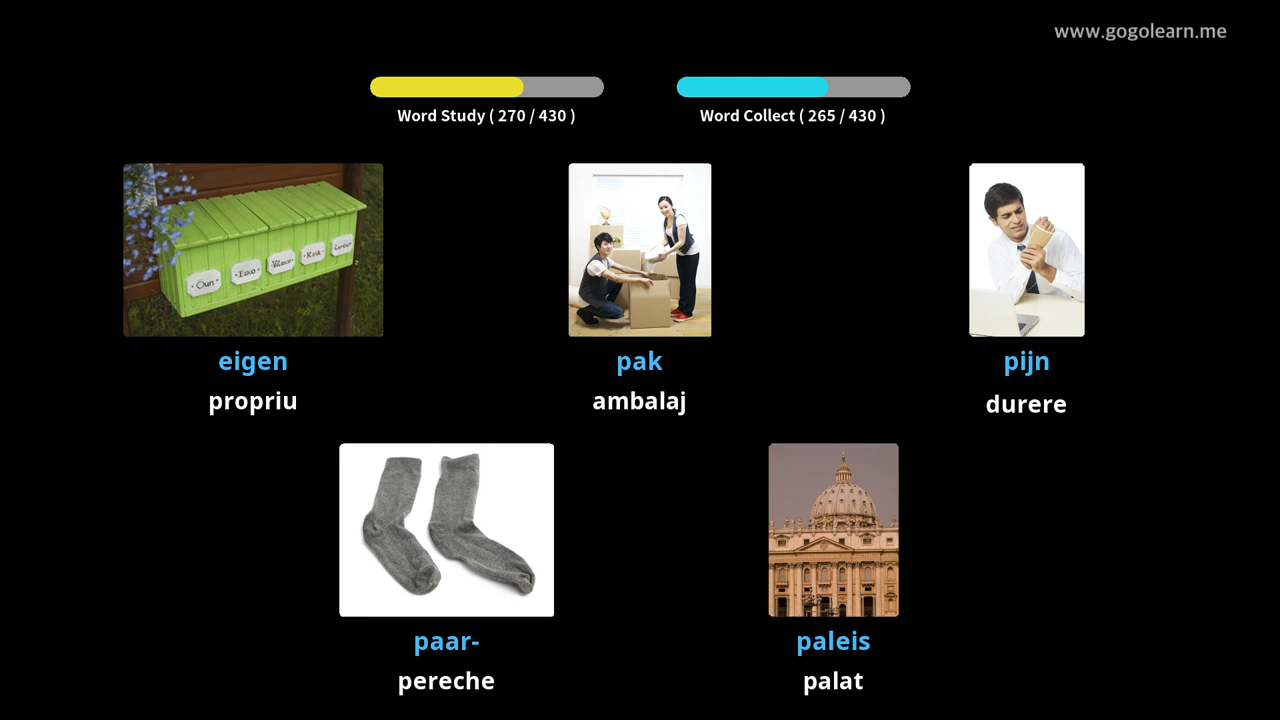 www.gogolearn.me
Word Study ( 270 / 430 )
Word Collect ( 265 / 430 )
Õun
eigen
pak
pijn
propriu
ambalaj
durere
paar-
paleis
pereche
palat